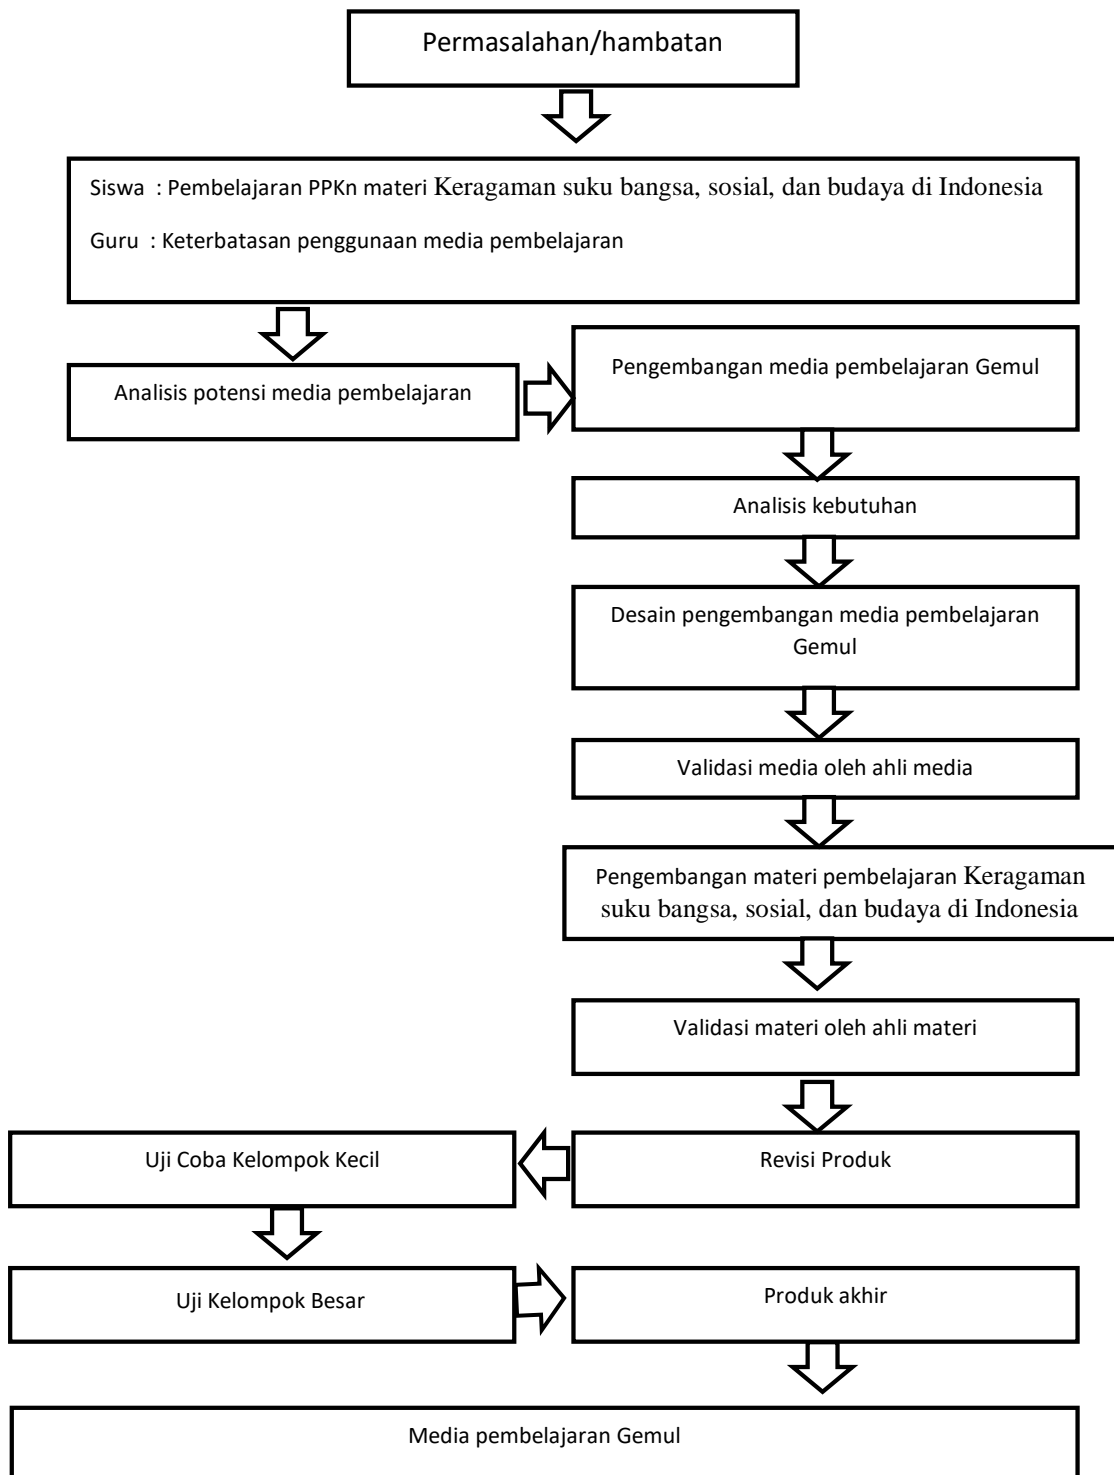 Permasalahan/hambatan
Siswa : Pembelajaran PPKn materi Keragaman suku bangsa, sosial, dan budaya di Indonesia
Guru : Keterbatasan penggunaan media pembelajaran
Analisis potensi media pembelajaran
Pengembangan media pembelajaran Gemul
Analisis kebutuhan
Desain pengembangan media pembelajaran
Gemul
Validasi media oleh ahli media
Pengembangan materi pembelajaran Keragaman
suku bangsa, sosial, dan budaya di Indonesia
Validasi materi oleh ahli materi
Revisi Produk
Uji Coba Kelompok Kecil
Uji Kelompok Besar
Produk akhir
Media pembelajaran Gemul